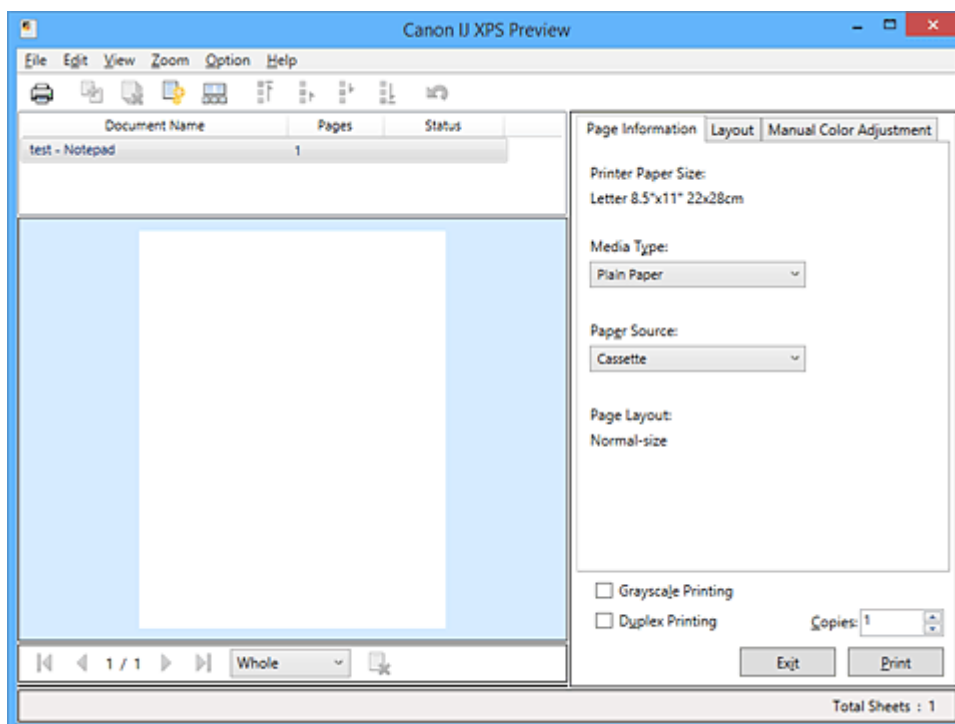 Canon IJ XPS Preview
File Edit View Zoom Option Help
Document Name Pages Status
test - Notepad 1
Page Information Layout Manual Color Adjustment
Printer Paper Size:
Letter 8.5"x11" 22x28cm
Media Type:
Plain Paper
Paper Source:
Cassette
Page Layout:
Normal-size
Grayscale Printing
Duplex Printing Copies: 1
1 / 1 Whole Exit Print
Total Sheets : 1